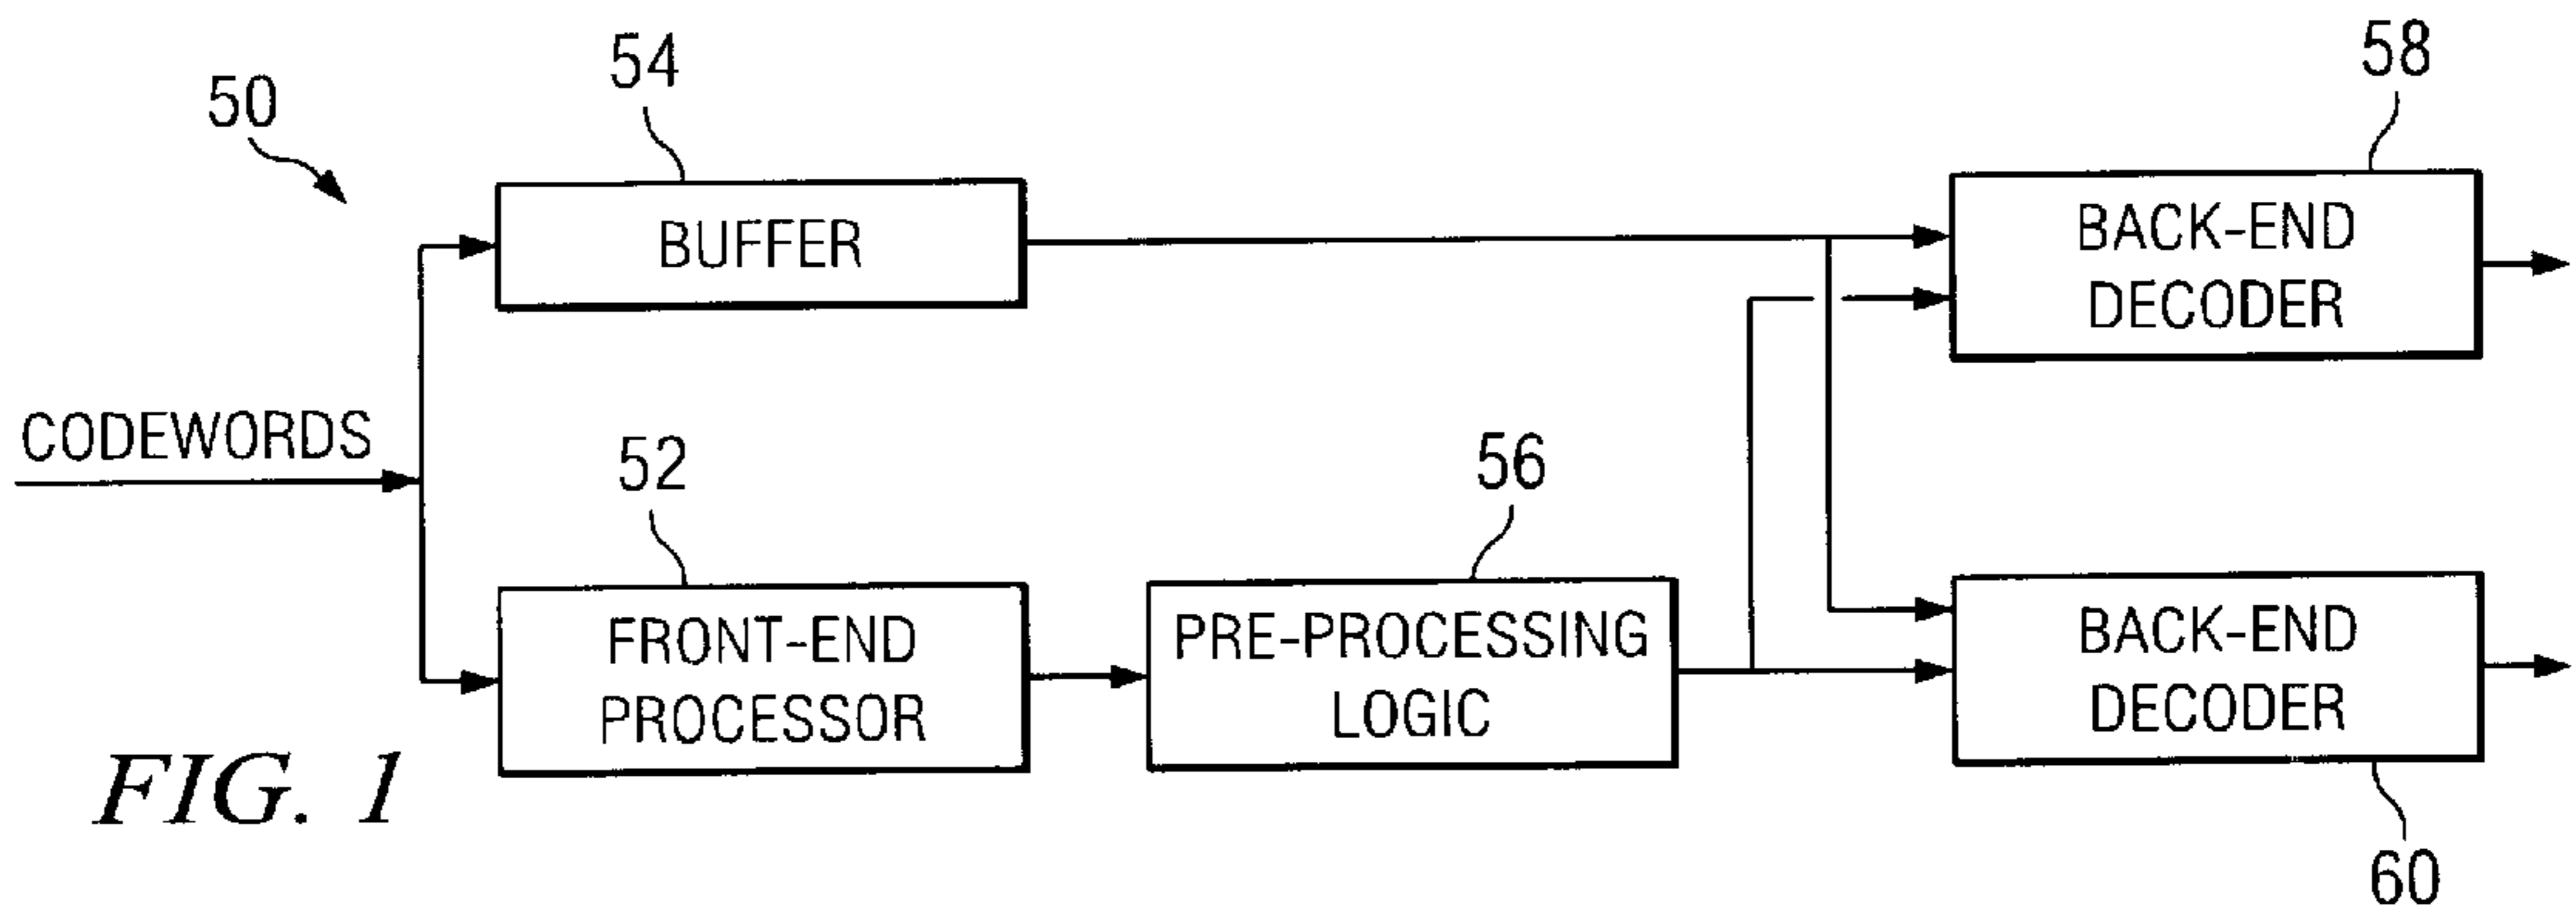 50
54
58
BUFFER
BACK-END
DECODER
CODEWORDS
52
56
FRONT-END
PROCESSOR
PRE-PROCESSING
LOGIC
BACK-END
DECODER
FIG. 1
60